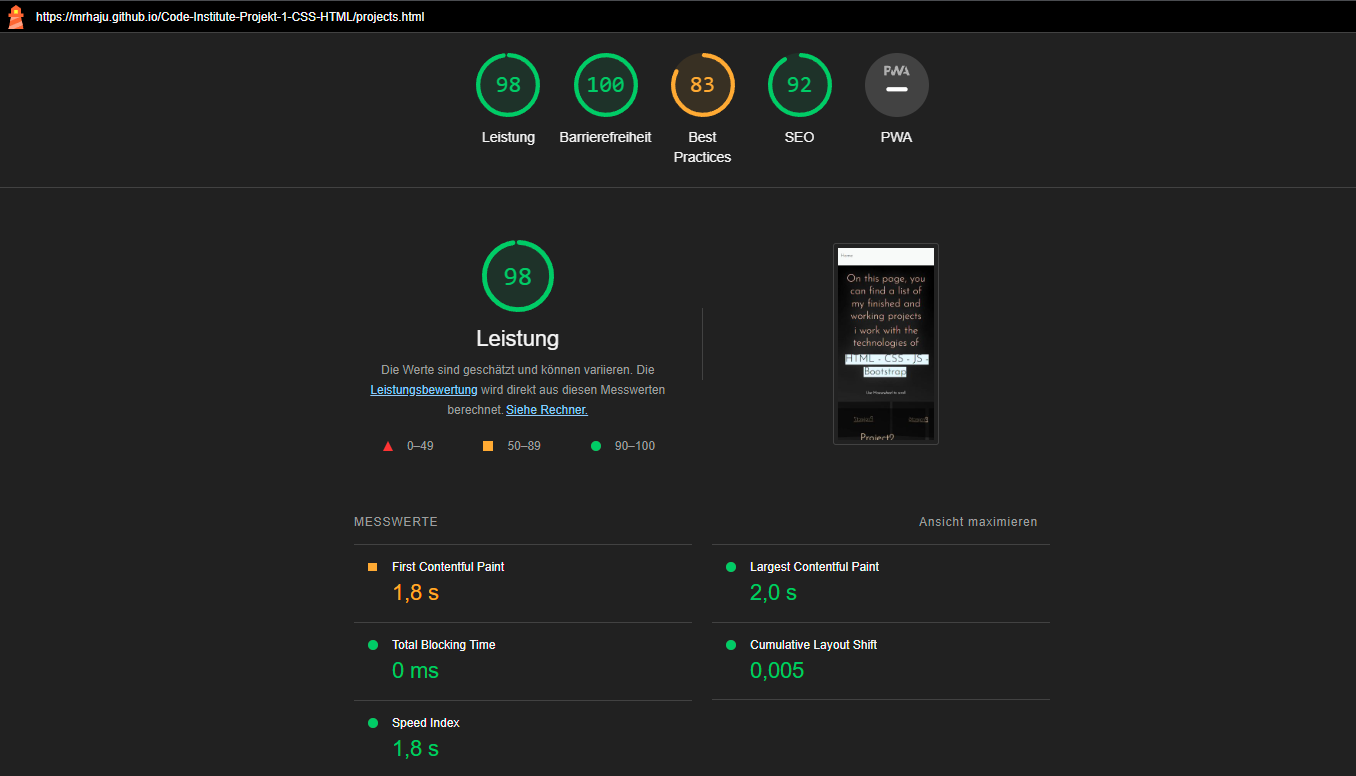 https://mrhaju.github.io/Code-Institute-Projekt-1-CSS-HTML/projects.html
98
100
83
92
PWA
Leistung
Barrierefreiheit
Best
Practices
SEO
PWA
98
Leistung
Die Werte sind geschätzt und können variieren. Die
Leistungsbewertung wird direkt aus diesen Messwerten
berechnet. Siehe Rechner.
0–49
50–89
90–100
Home
On this page, you
can find a list of
my finished and
working projects
i work with the
technologies of
HTML - CSS - JS -
Bootstrap
Project2
MESSWERTE
Ansicht maximieren
First Contentful Paint
1,8 s
Largest Contentful Paint
2,0 s
Total Blocking Time
0 ms
Cumulative Layout Shift
0,005
Speed Index
1,8 s